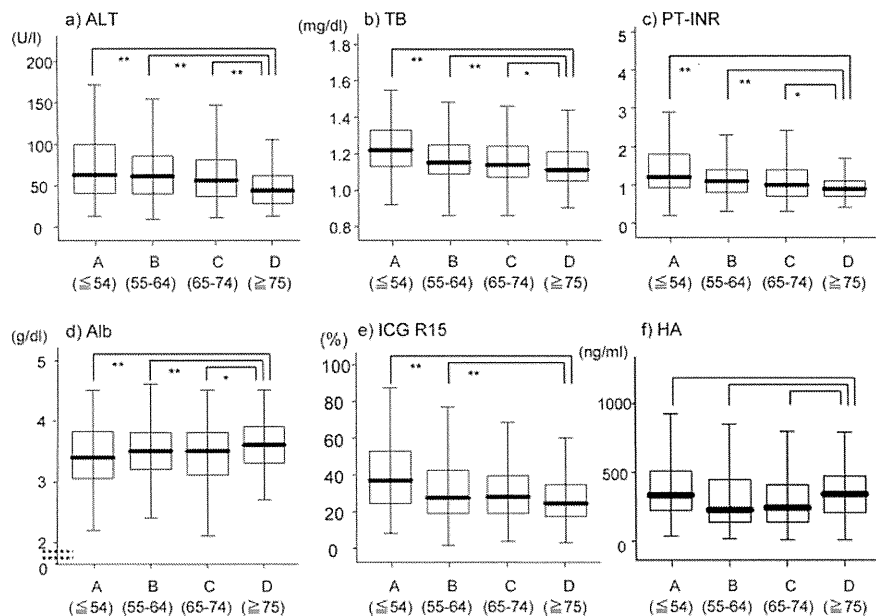 a) ALT
(U/l)
200
150
100
50
0
** ** **
A B C D
(≦54) (55-64) (65-74) (≧75)
b) TB
(mg/dl)
1.8
1.6
1.4
1.2
1.0
0.8
** ** *
A B C D
(≦54) (55-64) (65-74) (≧75)
c) PT-INR
5
4
3
2
1
0
** ** *
A B C D
(≦54) (55-64) (65-74) (≧75)
d) Alb
(g/dl)
5
4
3
2
0
** ** *
A B C D
(≦54) (55-64) (65-74) (≧75)
e) ICG R15
(%)
100
80
60
40
20
0
** **
A B C D
(≦54) (55-64) (65-74) (≧75)
f) HA
(ng/ml)
1000
500
0
A B C D
(≦54) (55-64) (65-74) (≧75)